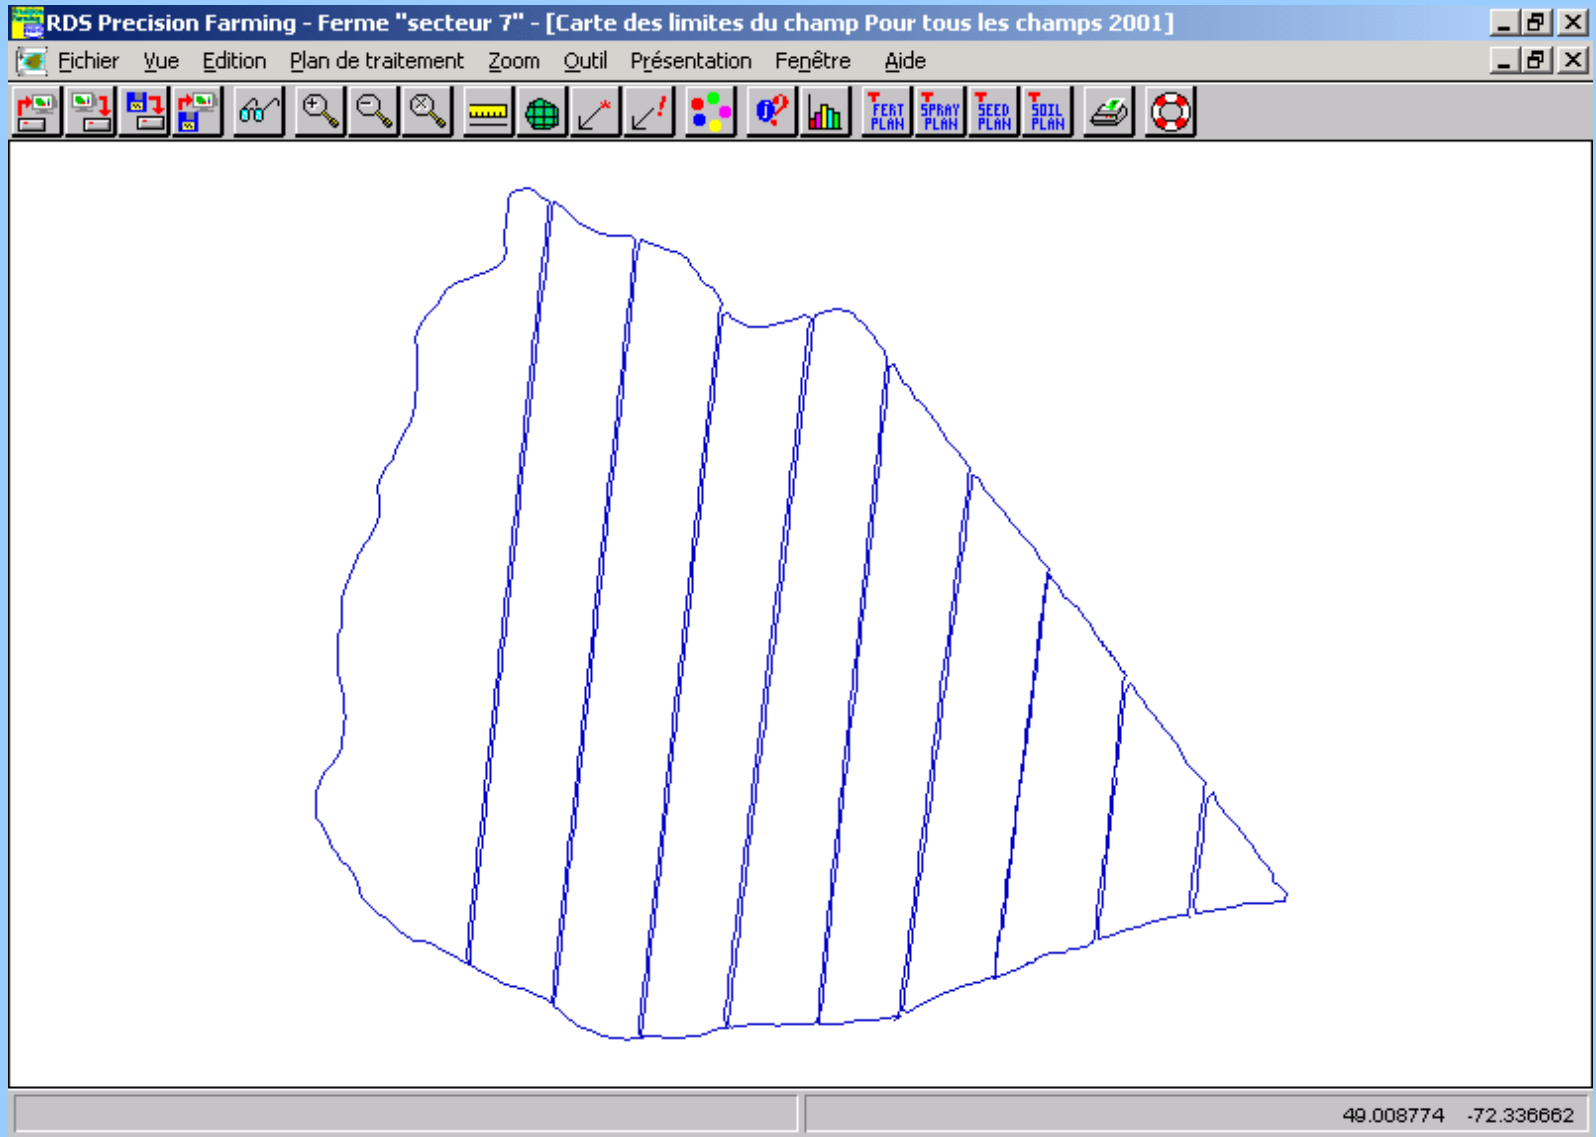 RDS Precision Farming - Ferme "secteur 7" - [Carte des limites du champ Pour tous les champs 2001]
Fichier Vue Edition Plan de traitement Zoom Outil Présentation Fenêtre Aide
T FERT PLAN T SPRAY PLAN T SEED PLAN T SOIL PLAN
49.008774 -72.336662